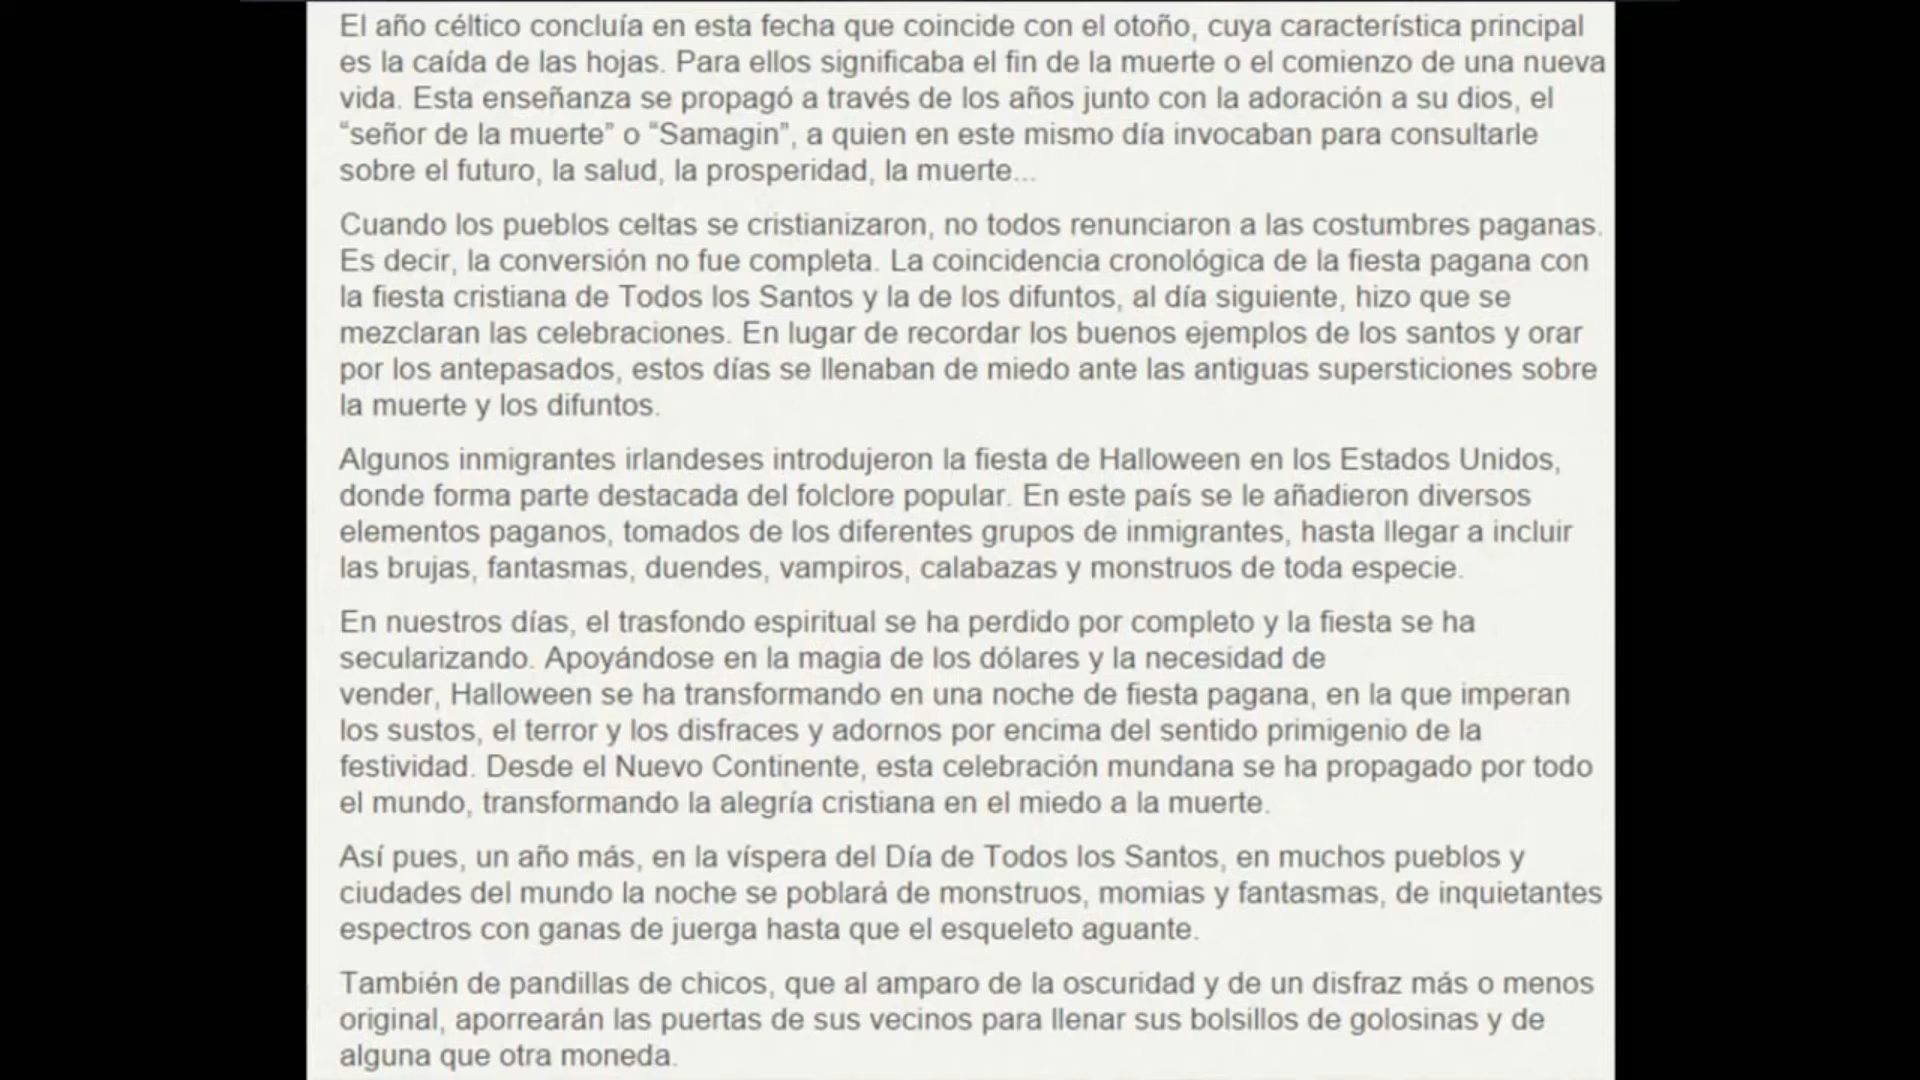 El año céltico concluía en esta fecha que coincide con el otoño, cuya característica principal
es la caída de las hojas. Para ellos significaba el fin de la muerte o el comienzo de una nueva
vida. Esta enseñanza se propagó a través de los años junto con la adoración a su dios, el
“señor de la muerte” o “Samagin”, a quien en este mismo día invocaban para consultarle
sobre el futuro, la salud, la prosperidad, la muerte...
Cuando los pueblos celtas se cristianizaron, no todos renunciaron a las costumbres paganas.
Es decir, la conversión no fue completa. La coincidencia cronológica de la fiesta pagana con
la fiesta cristiana de Todos los Santos y la de los difuntos, al día siguiente, hizo que se
mezclaran las celebraciones. En lugar de recordar los buenos ejemplos de los santos y orar
por los antepasados, estos días se llenaban de miedo ante las antiguas supersticiones sobre
la muerte y los difuntos.
Algunos inmigrantes irlandeses introdujeron la fiesta de Halloween en los Estados Unidos,
donde forma parte destacada del folclore popular. En este país se le añadieron diversos
elementos paganos, tomados de los diferentes grupos de inmigrantes, hasta llegar a incluir
las brujas, fantasmas, duendes, vampiros, calabazas y monstruos de toda especie.
En nuestros días, el trasfondo espiritual se ha perdido por completo y la fiesta se ha
secularizando. Apoyándose en la magia de los dólares y la necesidad de
vender, Halloween se ha transformando en una noche de fiesta pagana, en la que imperan
los sustos, el terror y los disfraces y adornos por encima del sentido primigenio de la
festividad. Desde el Nuevo Continente, esta celebración mundana se ha propagado por todo
el mundo, transformando la alegría cristiana en el miedo a la muerte.
Así pues, un año más, en la víspera del Día de Todos los Santos, en muchos pueblos y
ciudades del mundo la noche se poblará de monstruos, momias y fantasmas, de inquietantes
espectros con ganas de juerga hasta que el esqueleto aguante.
También de pandillas de chicos, que al amparo de la oscuridad y de un disfraz más o menos
original, aporrearán las puertas de sus vecinos para llenar sus bolsillos de golosinas y de
alguna que otra moneda.